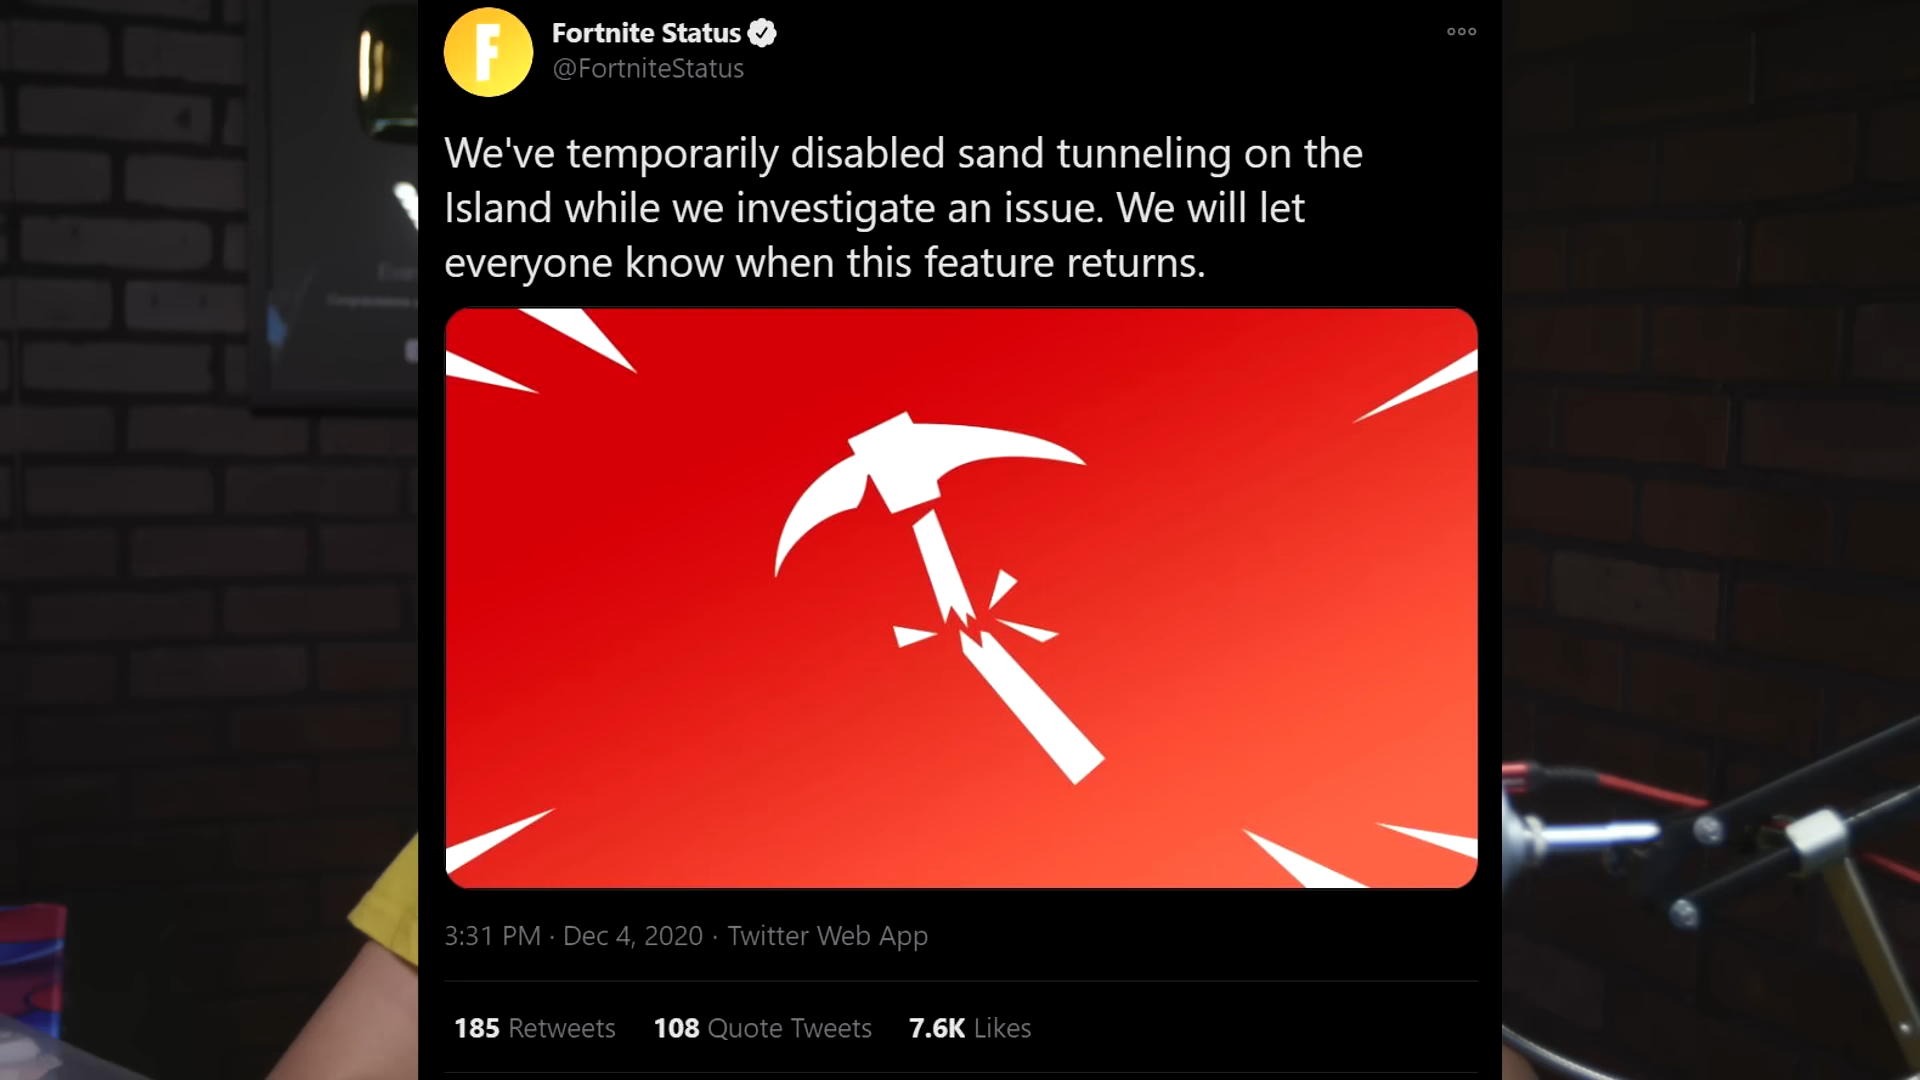 Fortnite Status
@FortniteStatus
We've temporarily disabled sand tunneling on the
Island while we investigate an issue. We will let
everyone know when this feature returns.
3:31 PM · Dec 4, 2020 · Twitter Web App
185 Retweets 108 Quote Tweets 7.6K Likes